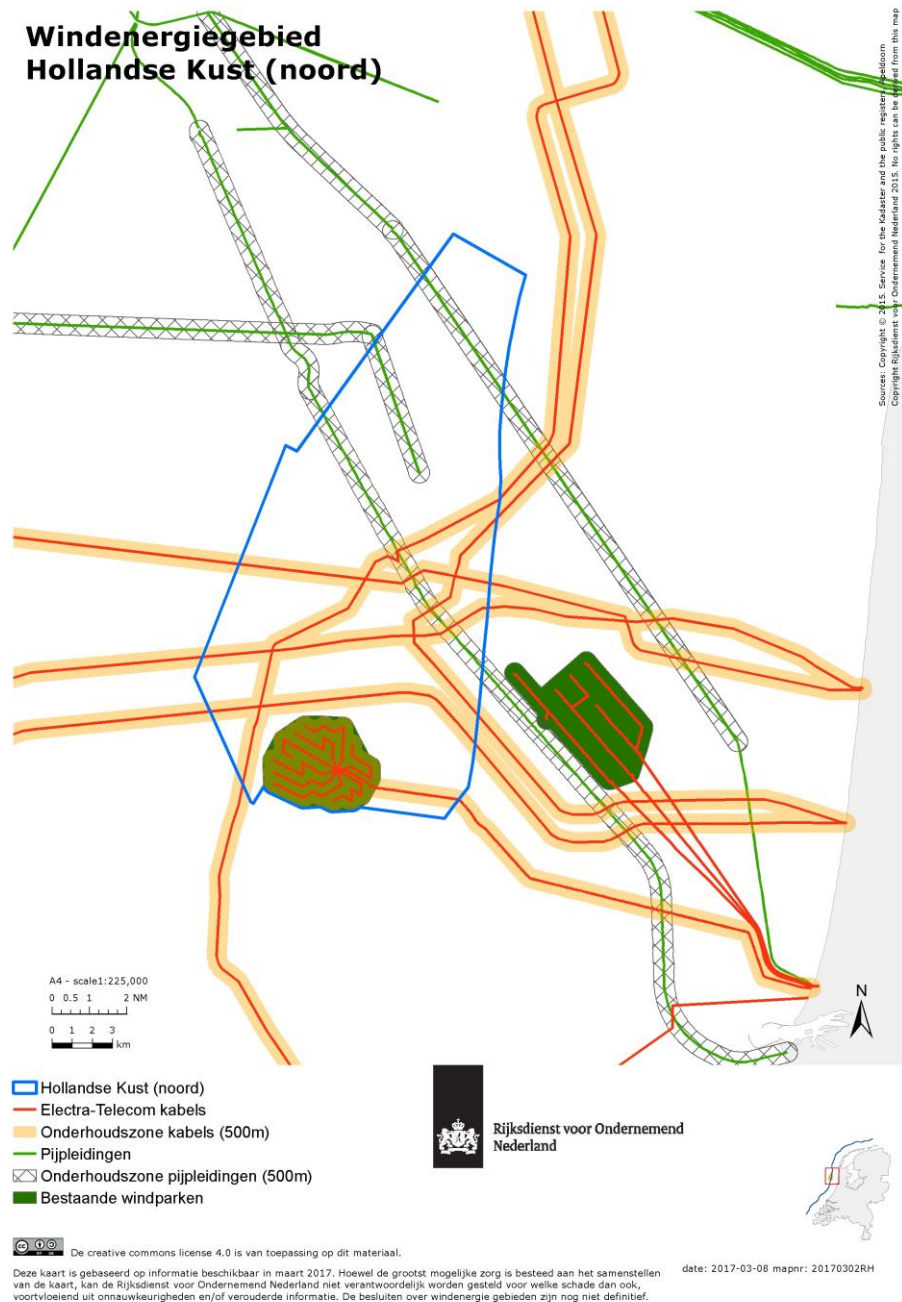 Windenergiegebied
Hollandse Kust (noord)
Sources: Copyright © 2015. Service for the Kadaster and the public registers, Apeldoorn
Copyright Rijksdienst voor Ondernemend Nederland 2015. No rights can be derived from this map
A4 - scale1:225,000
0 0.5 1 2 NM
0 1 2 3 km
N
Hollandse Kust (noord)
Electra-Telecom kabels
Onderhoudszone kabels (500m)
Pijpleidingen
Onderhoudszone pijpleidingen (500m)
Bestaande windparken
Rijksdienst voor Ondernemend
Nederland
cc BY SA
De creative commons license 4.0 is van toepassing op dit materiaal.
Deze kaart is gebaseerd op informatie beschikbaar in maart 2017. Hoewel de grootst mogelijke zorg is besteed aan het samenstellen
van de kaart, kan de Rijksdienst voor Ondernemend Nederland niet verantwoordelijk worden gesteld voor welke schade dan ook,
voortvloeiend uit onnauwkeurigheden en/of verouderde informatie. De besluiten over windenergie gebieden zijn nog niet definitief.
date: 2017-03-08 mapnr: 20170302RH